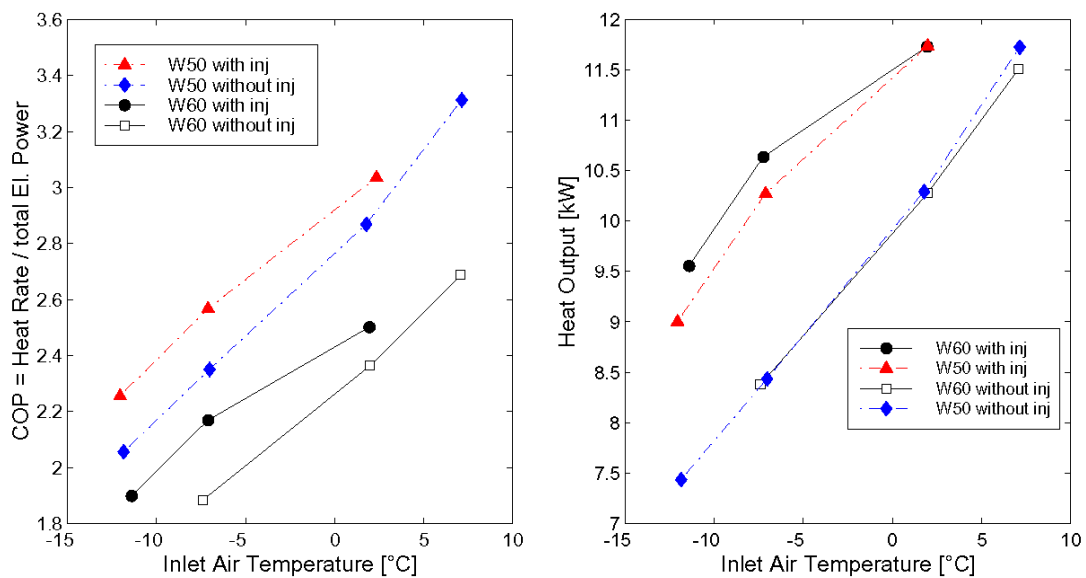 3.6
3.4
3.2
3
2.8
2.6
2.4
2.2
2
1.8
COP = Heat Rate / total El. Power
W50 with inj
W50 without inj
W60 with inj
W60 without inj
-15
-10
-5
0
5
10
Inlet Air Temperature [°C]
12
11.5
11
10.5
10
9.5
9
8.5
8
7.5
7
Heat Output [kW]
W60 with inj
W50 with inj
W60 without inj
W50 without inj
-15
-10
-5
0
5
10
Inlet Air Temperature [°C]